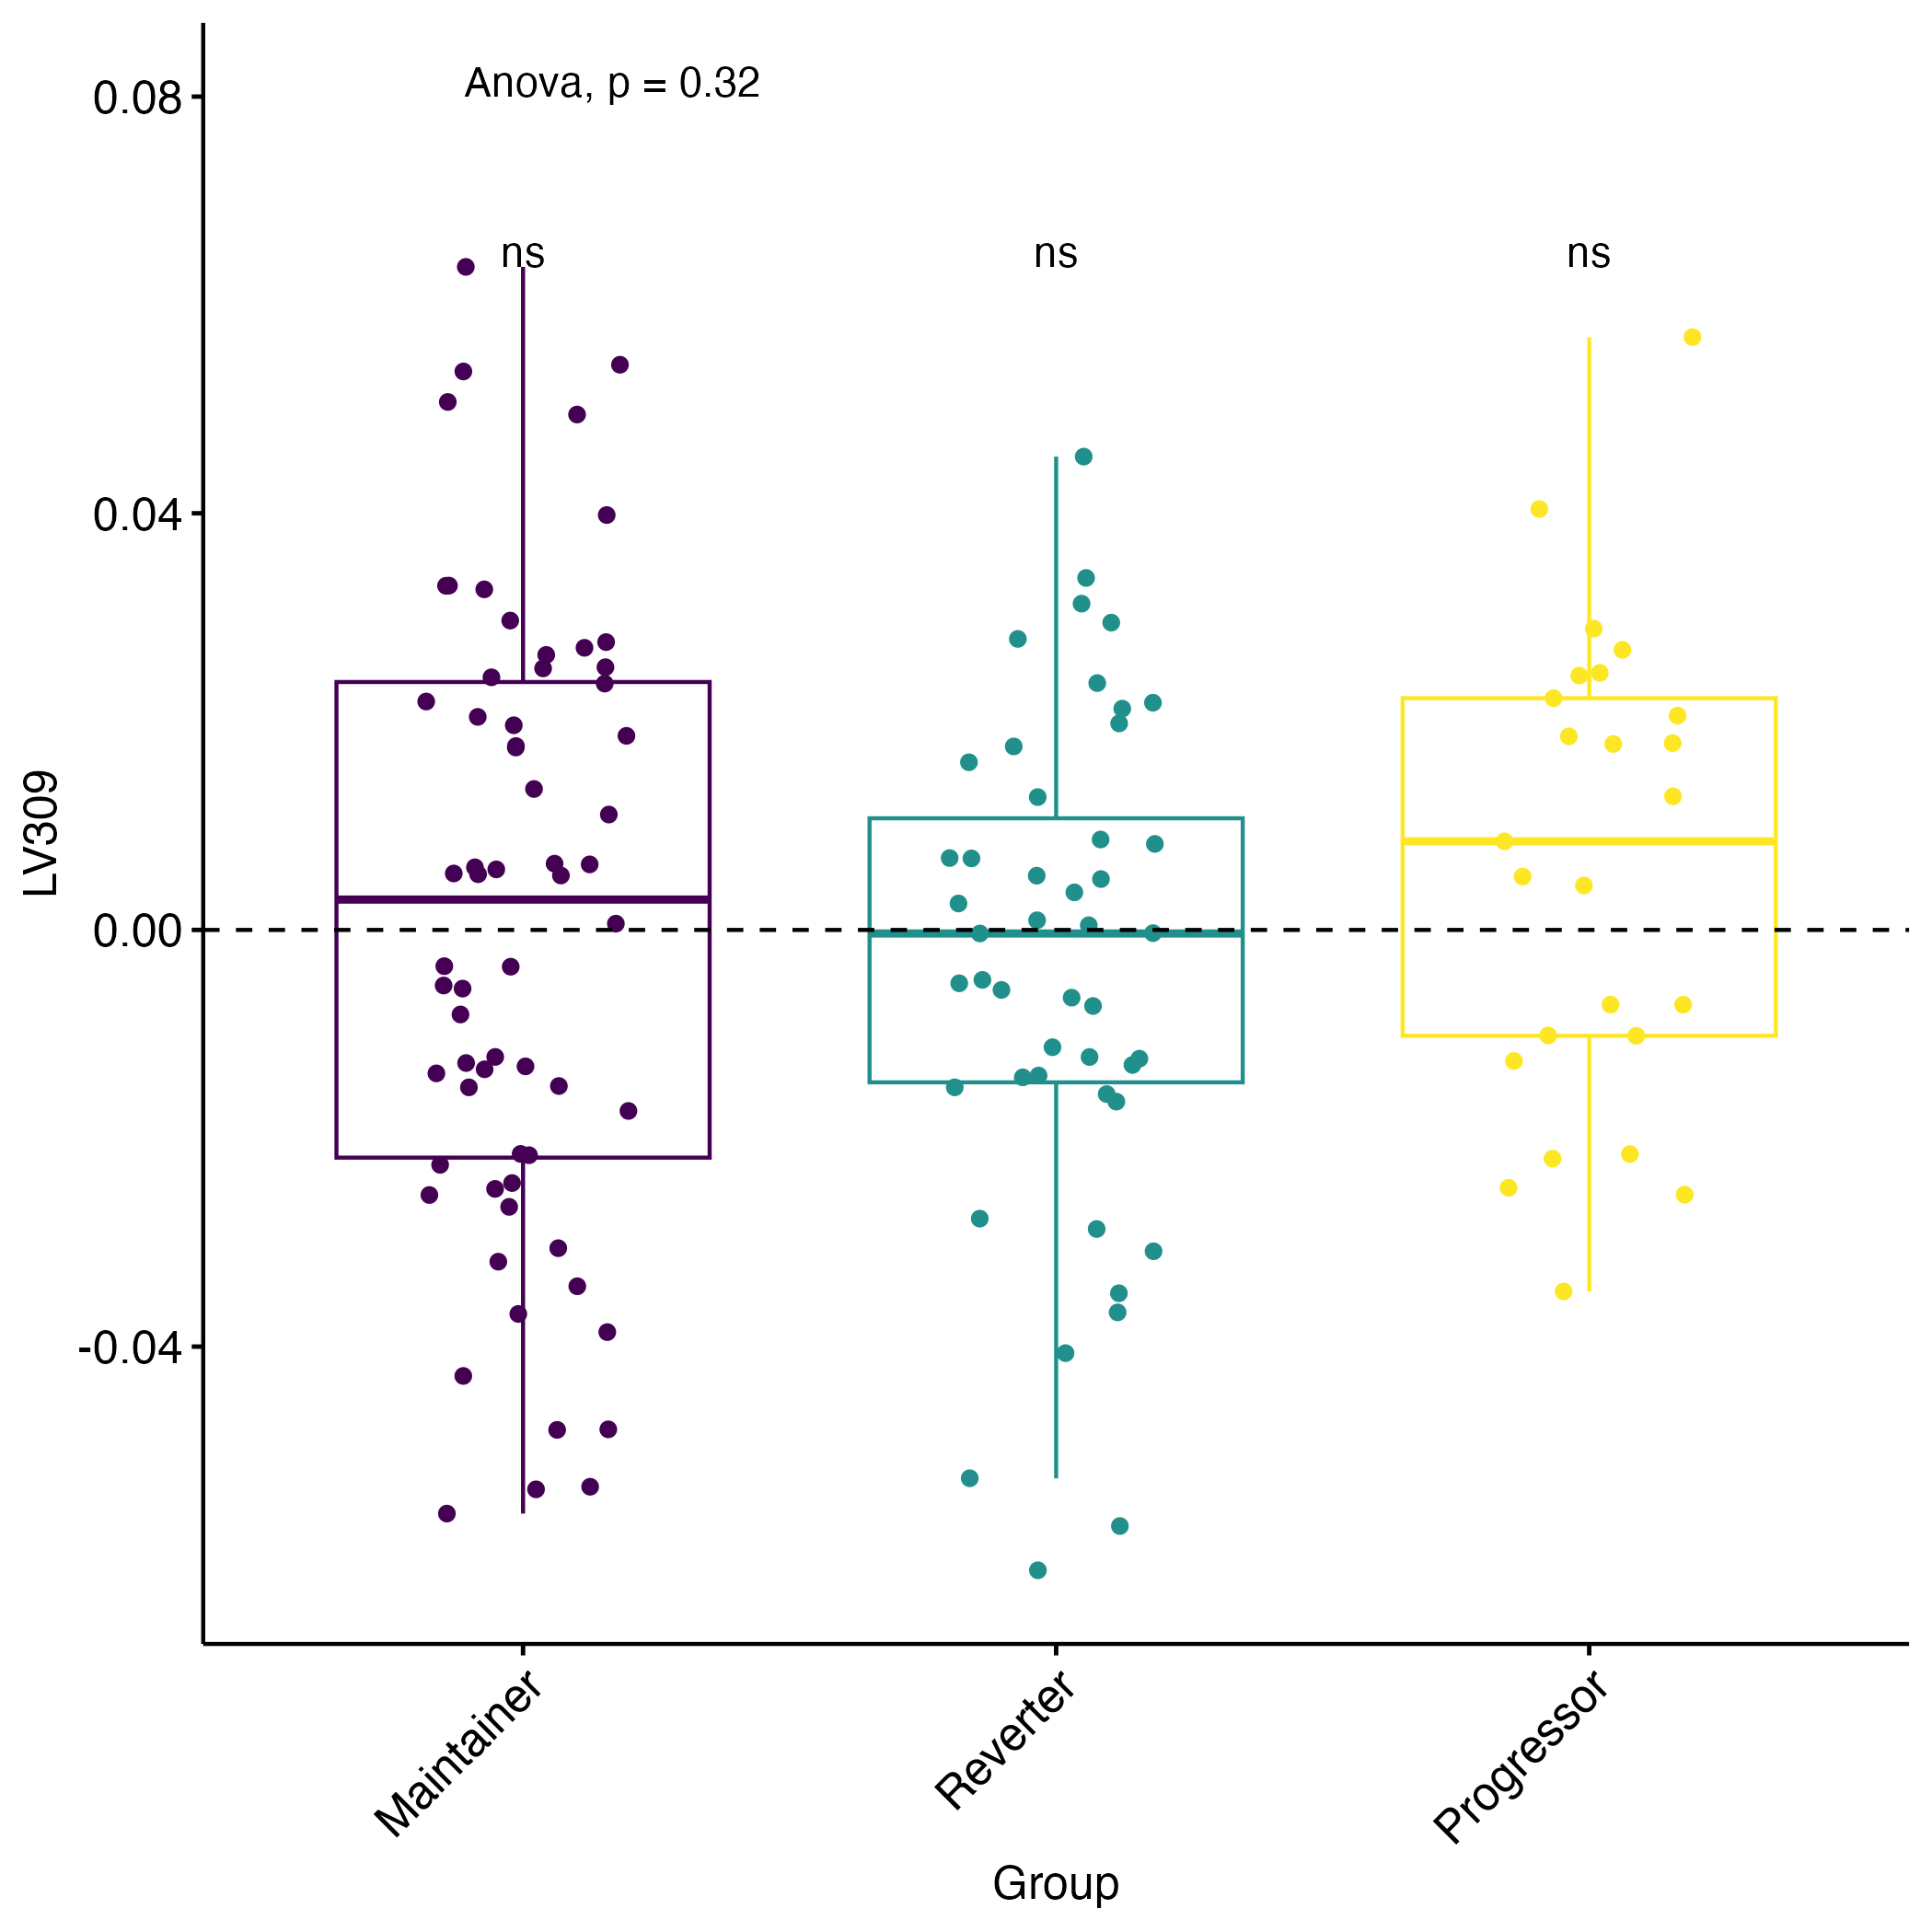 Anova, p = 0.32
ns ns ns
0.08
0.04
0.00
-0.04
LV309
Maintainer Reverter Progressor
Group